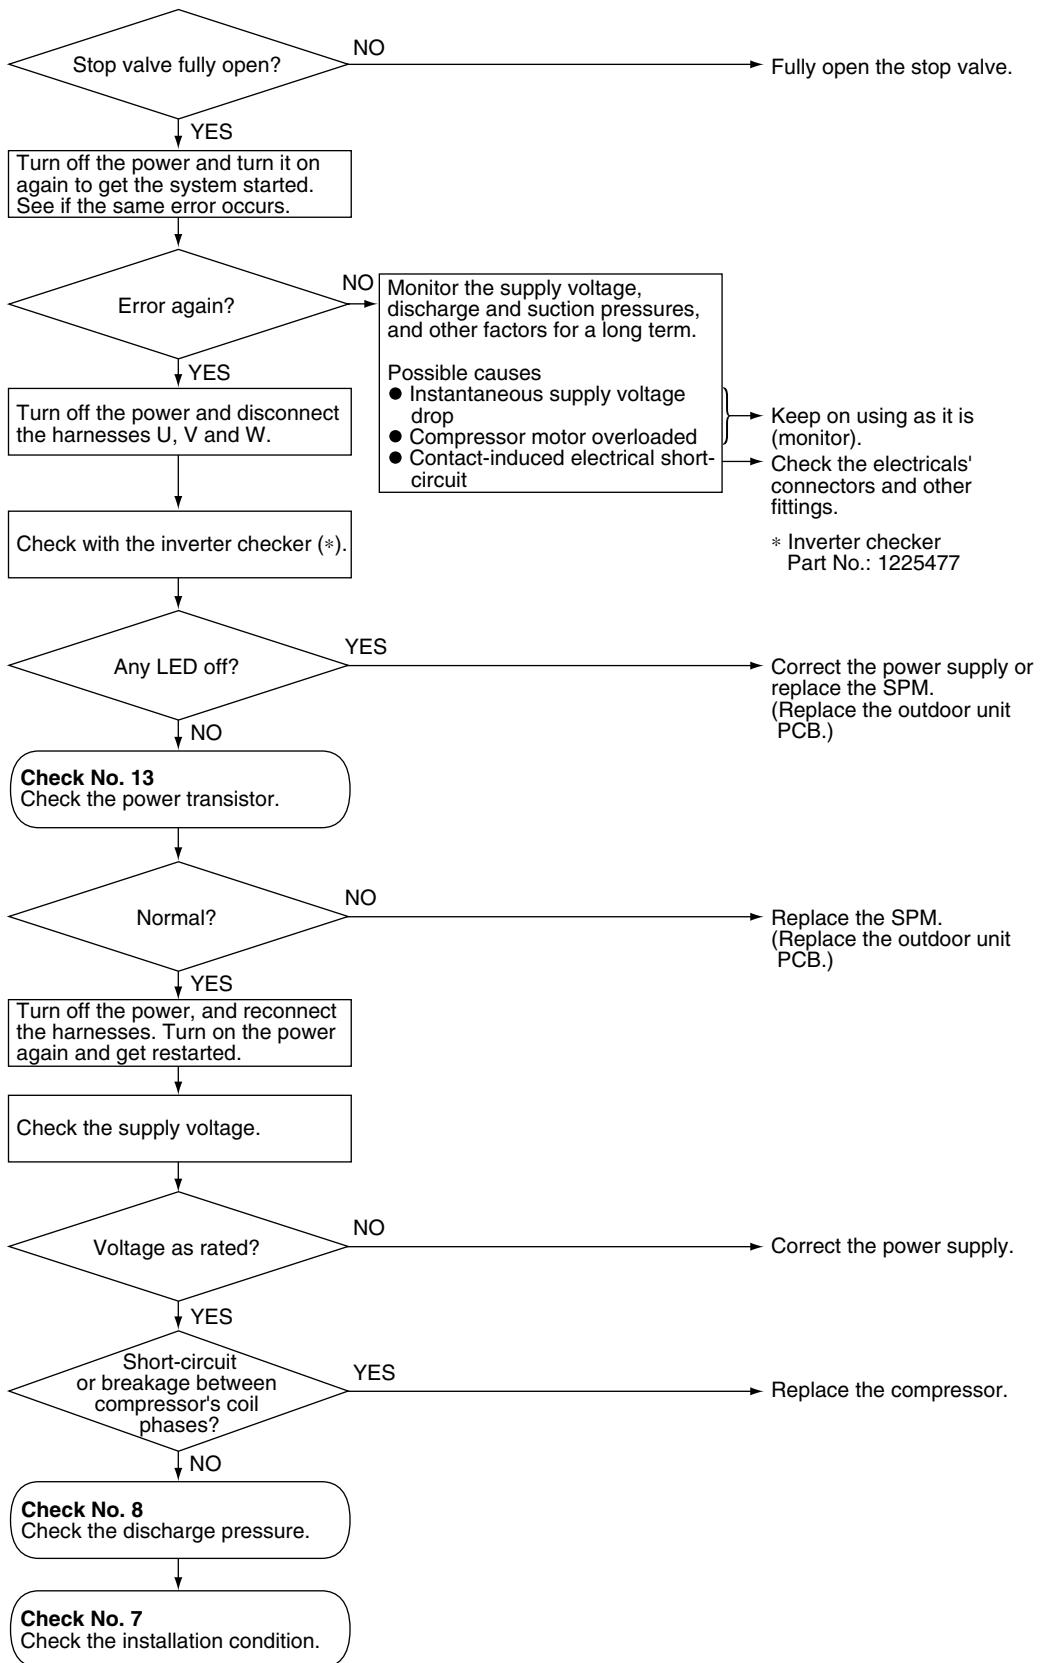 Stop valve fully open?
NO
Fully open the stop valve.
YES
Turn off the power and turn it on
again to get the system started.
See if the same error occurs.
Error again?
NO
Monitor the supply voltage,
discharge and suction pressures,
and other factors for a long term.
Possible causes
● Instantaneous supply voltage
drop
● Compressor motor overloaded
● Contact-induced electrical short-
circuit
Keep on using as it is
(monitor).
Check the electricals'
connectors and other
fittings.
* Inverter checker
Part No.: 1225477
YES
Turn off the power and disconnect
the harnesses U, V and W.
Check with the inverter checker (*).
Any LED off?
YES
Correct the power supply or
replace the SPM.
(Replace the outdoor unit
PCB.)
NO
Check No. 13
Check the power transistor.
Normal?
NO
Replace the SPM.
(Replace the outdoor unit
PCB.)
YES
Turn off the power, and reconnect
the harnesses. Turn on the power
again and get restarted.
Check the supply voltage.
Voltage as rated?
NO
Correct the power supply.
YES
Short-circuit
or breakage between
compressor's coil
phases?
YES
Replace the compressor.
NO
Check No. 8
Check the discharge pressure.
Check No. 7
Check the installation condition.